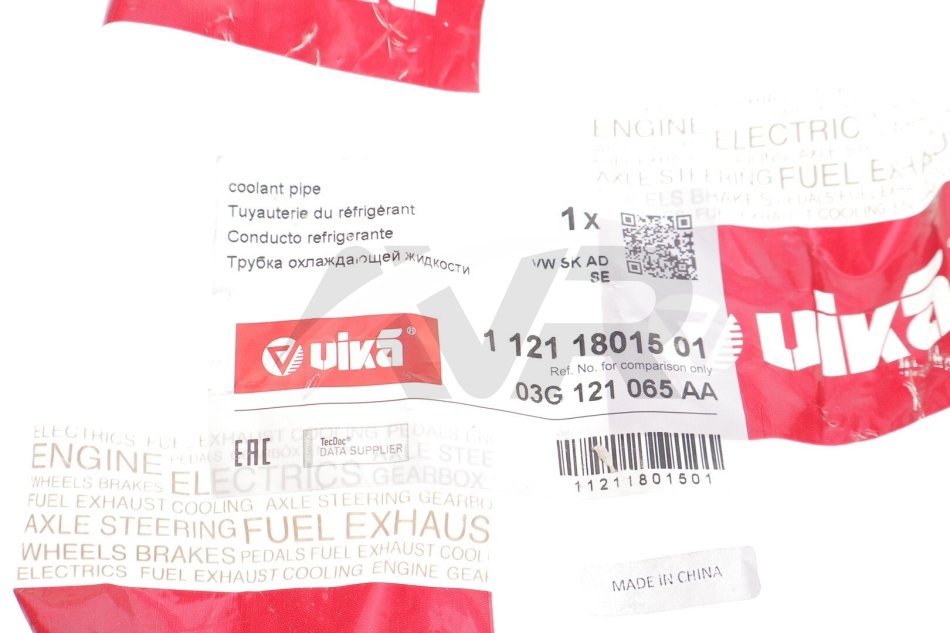 ENGINE ELECTRIC
AXLE STEERING FUEL EXHA
coolant pipe
Tuyauterie du réfrigérant
Conducto refrigerante
Трубка охлаждающей жидкости
1 x
VW SK AD
SE
vika®
vika
1 121 18015 01
Ref. No. for comparison only
03G 121 065 AA
EAC
TecDoc®
DATA SUPPLIER
11211801501
MADE IN CHINA
ELECTRICS FUEL EXHAUST COOLING PEDALS
ENGINE
WHEELS BRAKES ELECTRICS GEARBOX
FUEL EXHAUST COOLING AXLE STEERING GEARBO
AXLE STEERING FUEL EXHAUS
WHEELS BRAKES PEDALS FUEL EXHAUST COOL
ELECTRICS FUEL EXHAUST COOLING ENGINE GEA